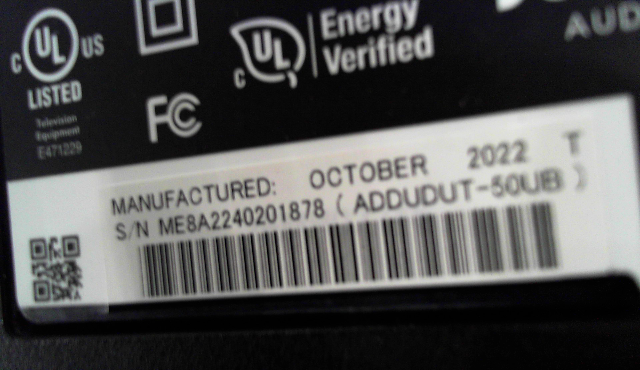 C UL US
LISTED
Television
Equipment
E471229
FC
C UL
Energy
Verified
AUD
MANUFACTURED: OCTOBER 2022 T
S/N ME8A2240201878 (ADDUDUT-50UB)